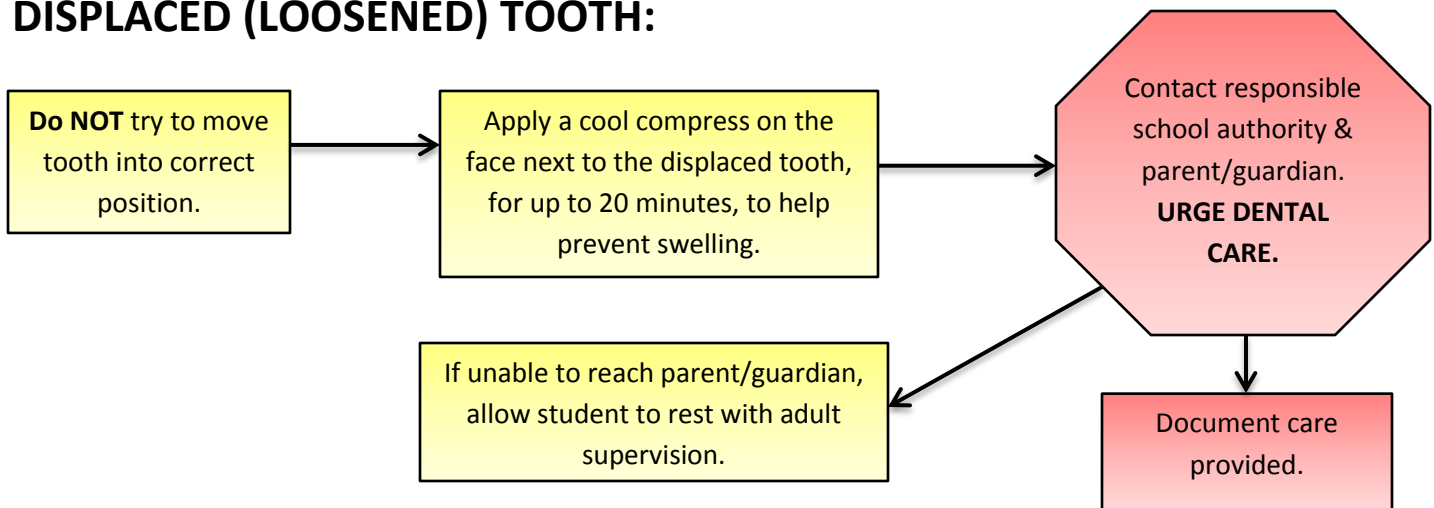 DISPLACED (LOOSENED) TOOTH:
Do NOT try to move
tooth into correct
position.
Apply a cool compress on the
face next to the displaced tooth,
for up to 20 minutes, to help
prevent swelling.
Contact responsible
school authority &
parent/guardian.
URGE DENTAL
CARE.
If unable to reach parent/guardian,
allow student to rest with adult
supervision.
Document care
provided.